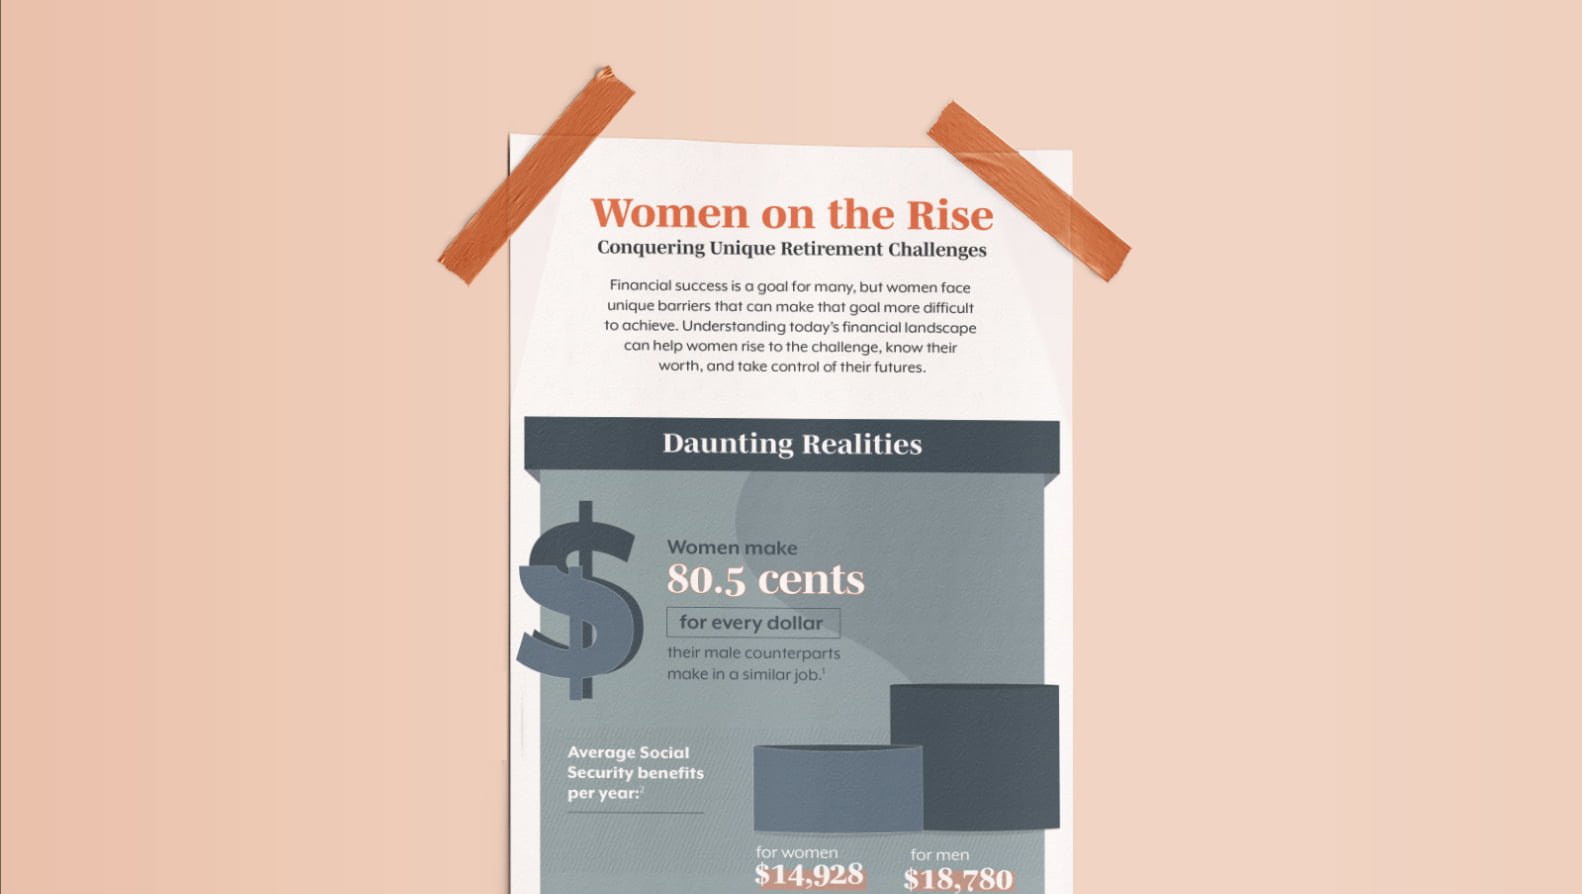 Women on the Rise
Conquering Unique Retirement Challenges
Financial success is a goal for many, but women face
unique barriers that can make that goal more difficult
to achieve. Understanding today's financial landscape
can help women rise to the challenge, know their
worth, and take control of their futures.
Daunting Realities
$
Women make
80.5 cents
for every dollar
their male counterparts
make in a similar job.¹
Average Social
Security benefits
per year:²
for women
$14,928
for men
$18,780